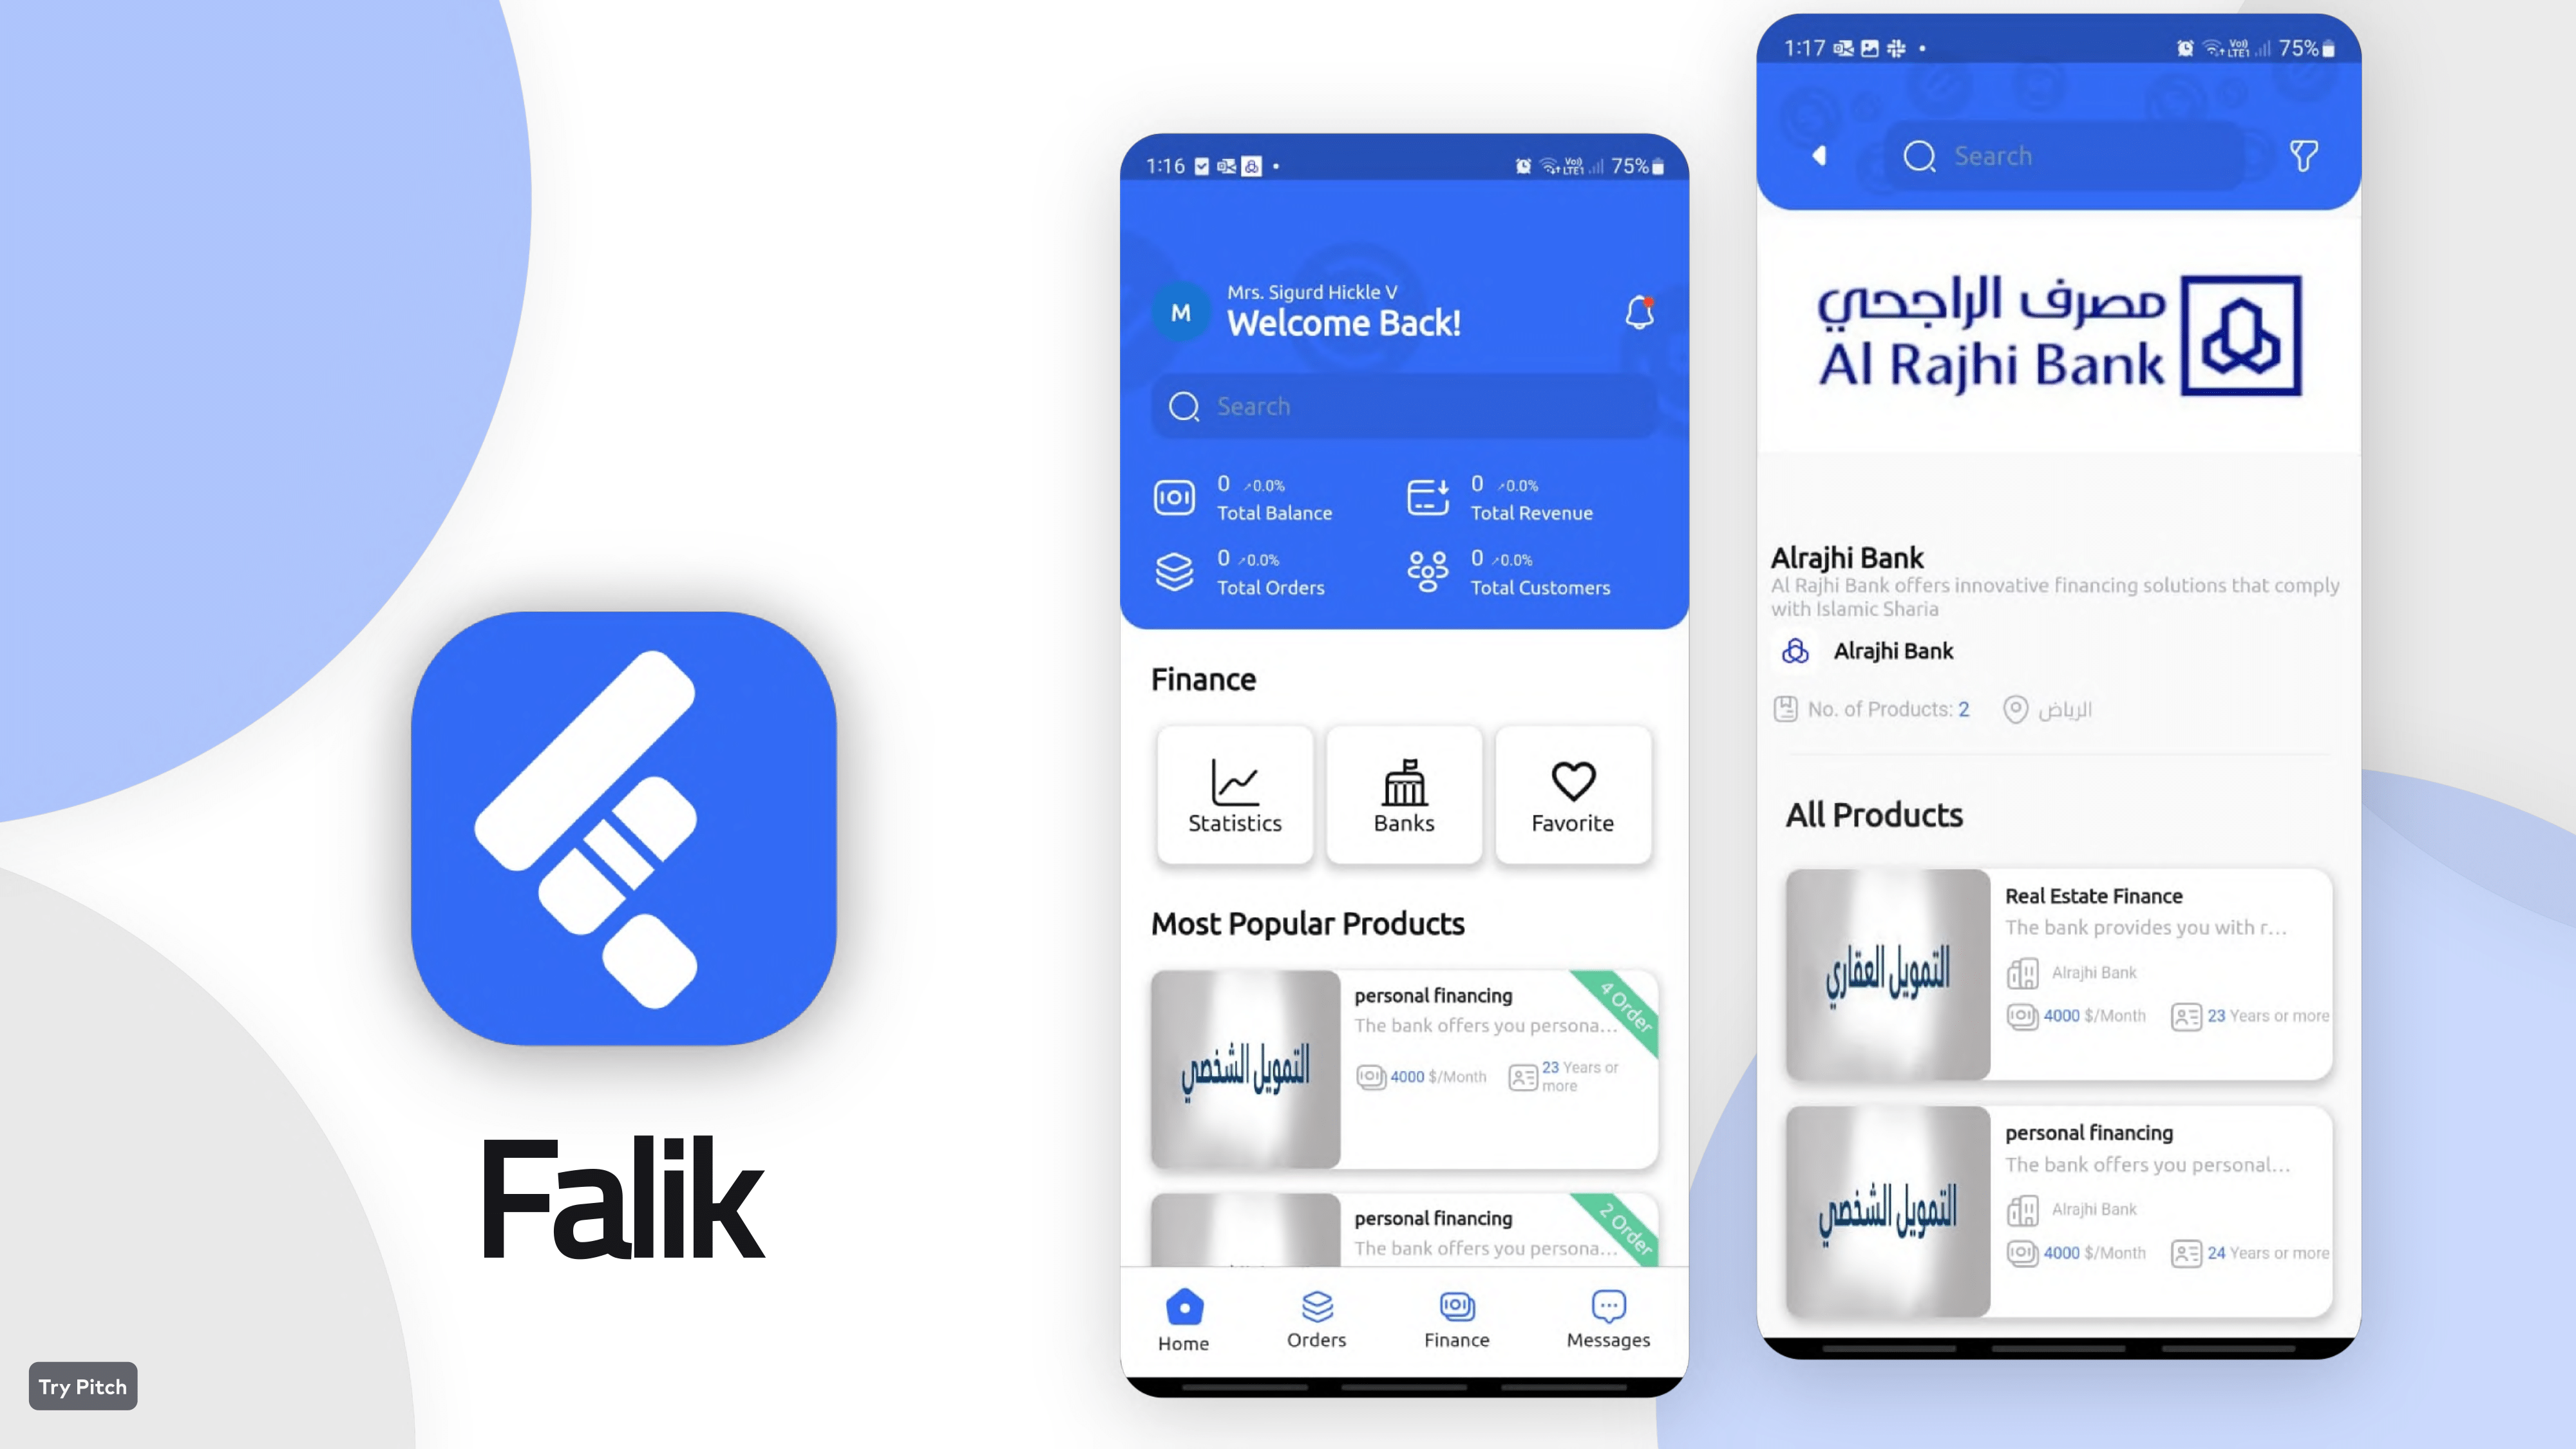 Falik
Try Pitch
1:16
Vo)) LTE1 75%
M
Mrs. Sigurd Hickle V
Welcome Back!
Search
0 ↗0.0%
Total Balance
0 ↗0.0%
Total Revenue
0 ↗0.0%
Total Orders
0 ↗0.0%
Total Customers
Finance
Statistics
Banks
Favorite
Most Popular Products
التمويل الشخصي
personal financing
4 Order
The bank offers you persona...
4000 $/Month
23 Years or
more
personal financing
2 Order
The bank offers you persona...
Home
Orders
Finance
Messages
1:17
Vo)) LTE1 75%
Search
مصرف الراجحي
Al Rajhi Bank
Alrajhi Bank
Al Rajhi Bank offers innovative financing solutions that comply
with Islamic Sharia
Alrajhi Bank
No. of Products: 2
الرياض
All Products
التمويل العقاري
Real Estate Finance
The bank provides you with r...
Alrajhi Bank
4000 $/Month
23 Years or more
التمويل الشخصي
personal financing
The bank offers you personal...
Alrajhi Bank
4000 $/Month
24 Years or more